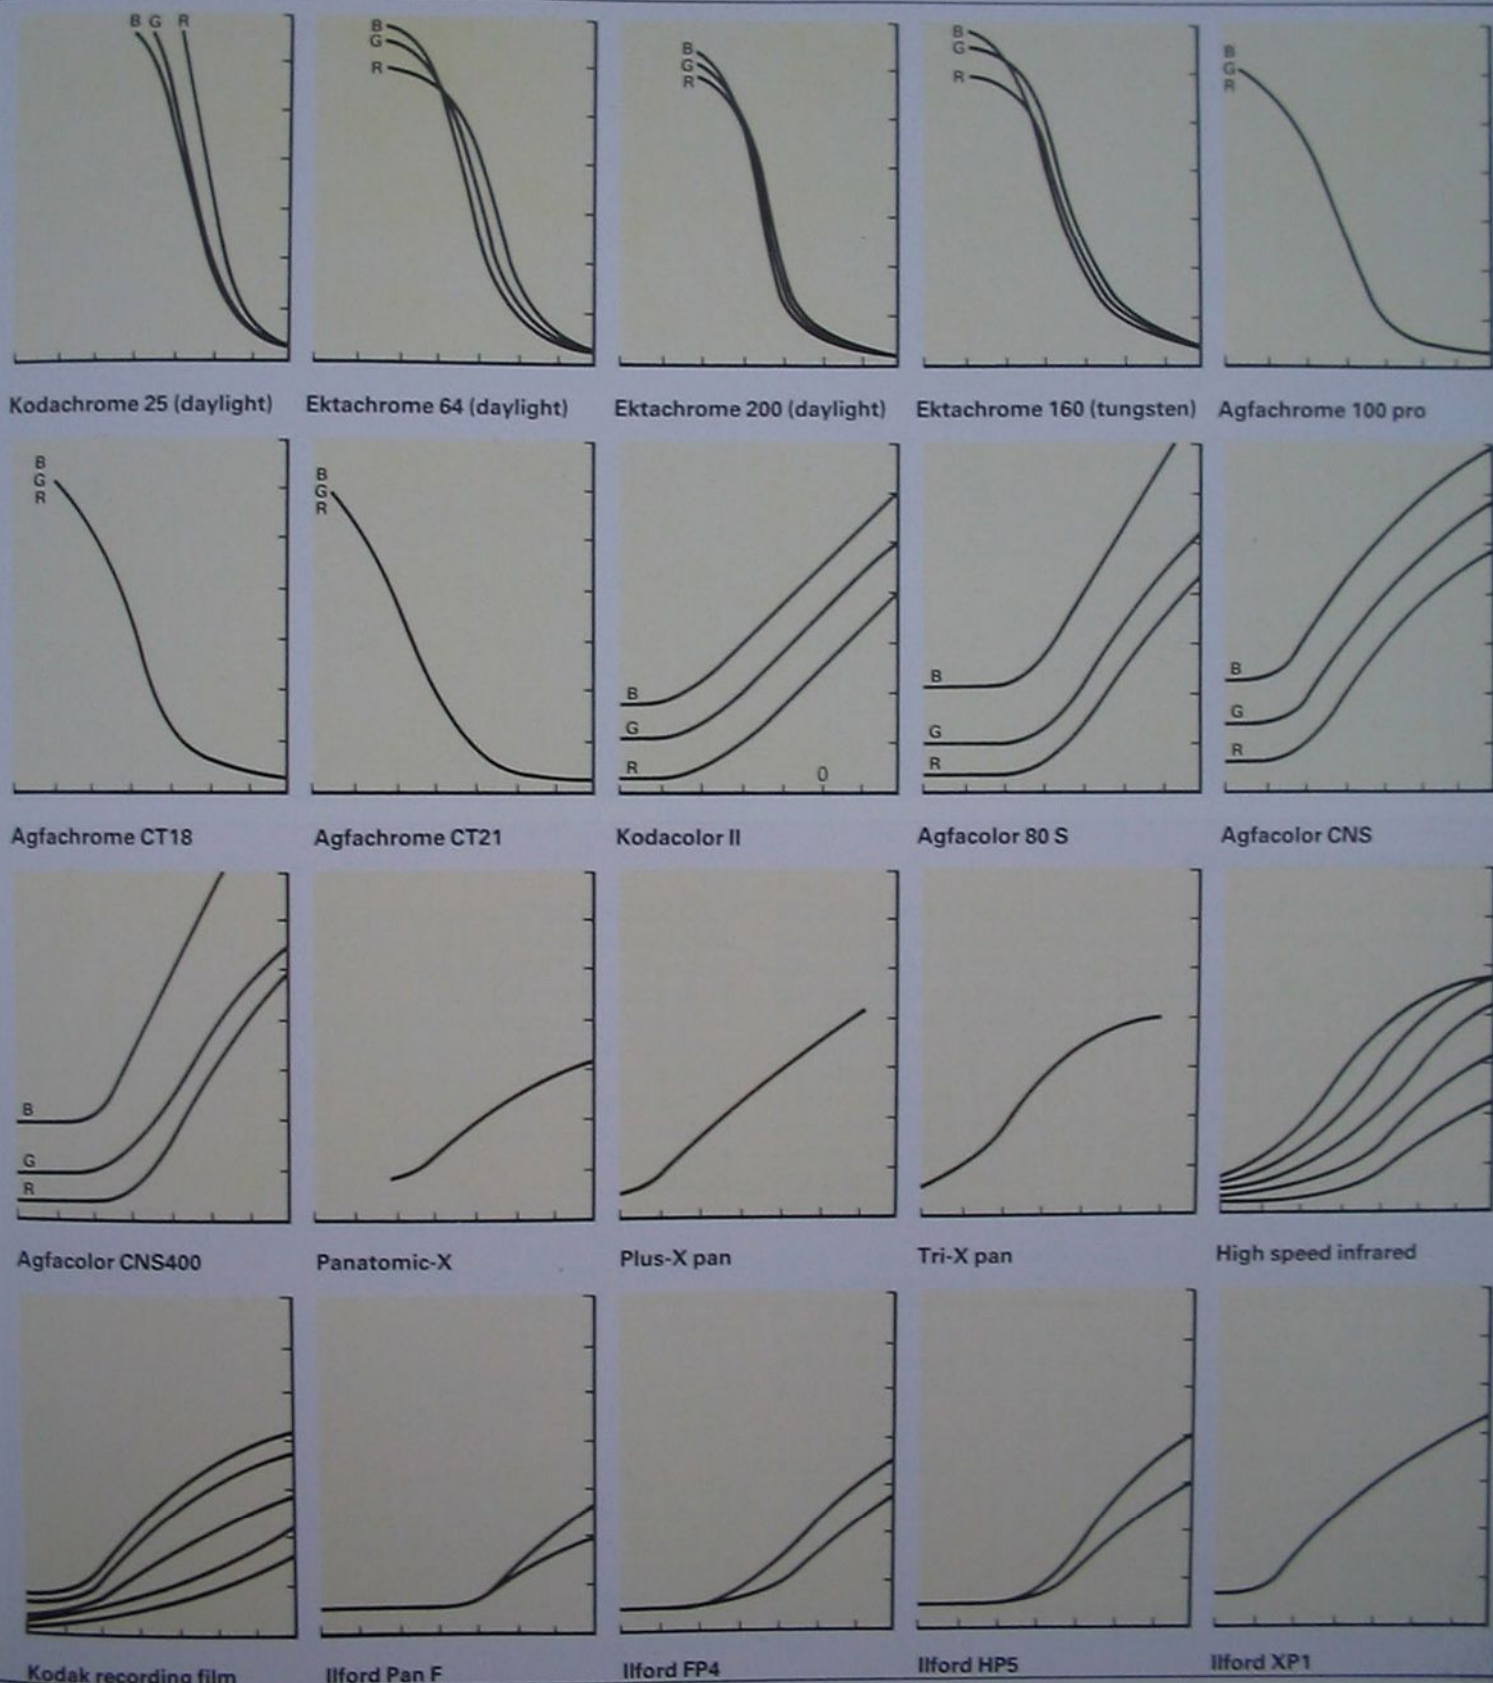 B G R
B
G
R
B
G
R
B
G
R
B
G
R
Kodachrome 25 (daylight)
Ektachrome 64 (daylight)
Ektachrome 200 (daylight)
Ektachrome 160 (tungsten)
Agfachrome 100 pro
B
G
R
B
G
R
B
G
R
0
B
G
R
B
G
R
Agfachrome CT18
Agfachrome CT21
Kodacolor II
Agfacolor 80 S
Agfacolor CNS
B
G
R
Agfacolor CNS400
Panatomic-X
Plus-X pan
Tri-X pan
High speed infrared
Kodak recording film
Ilford Pan F
Ilford FP4
Ilford HP5
Ilford XP1